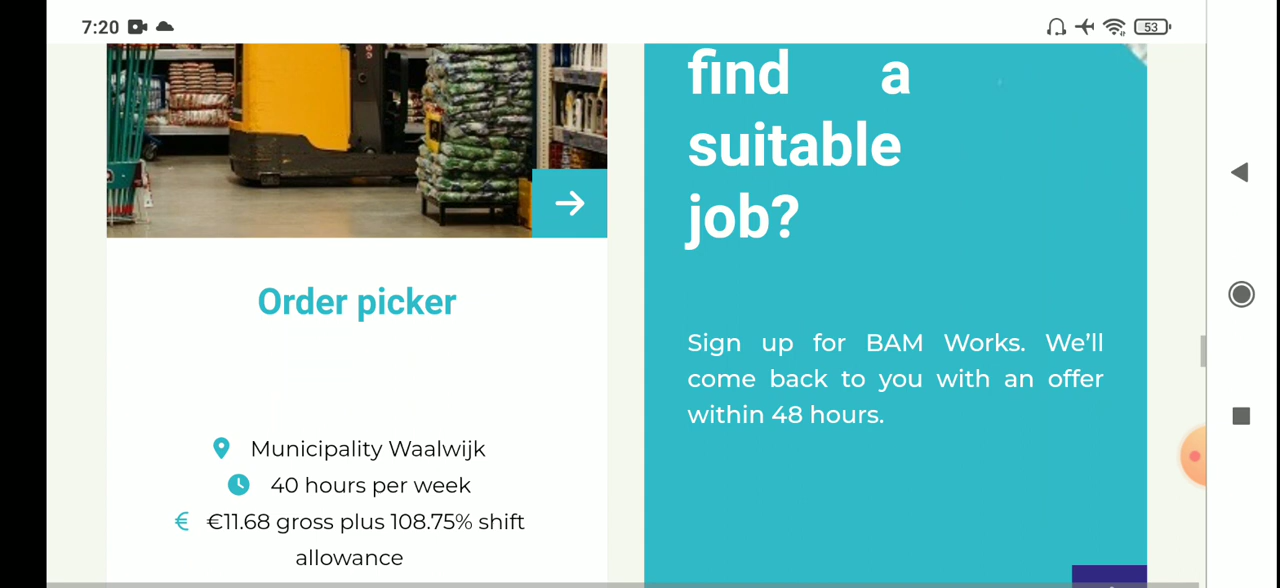 7:20
53
find a
suitable
job?
Order picker
Sign up for BAM Works. We’ll
come back to you with an offer
within 48 hours.
Municipality Waalwijk
40 hours per week
€ €11.68 gross plus 108.75% shift
allowance